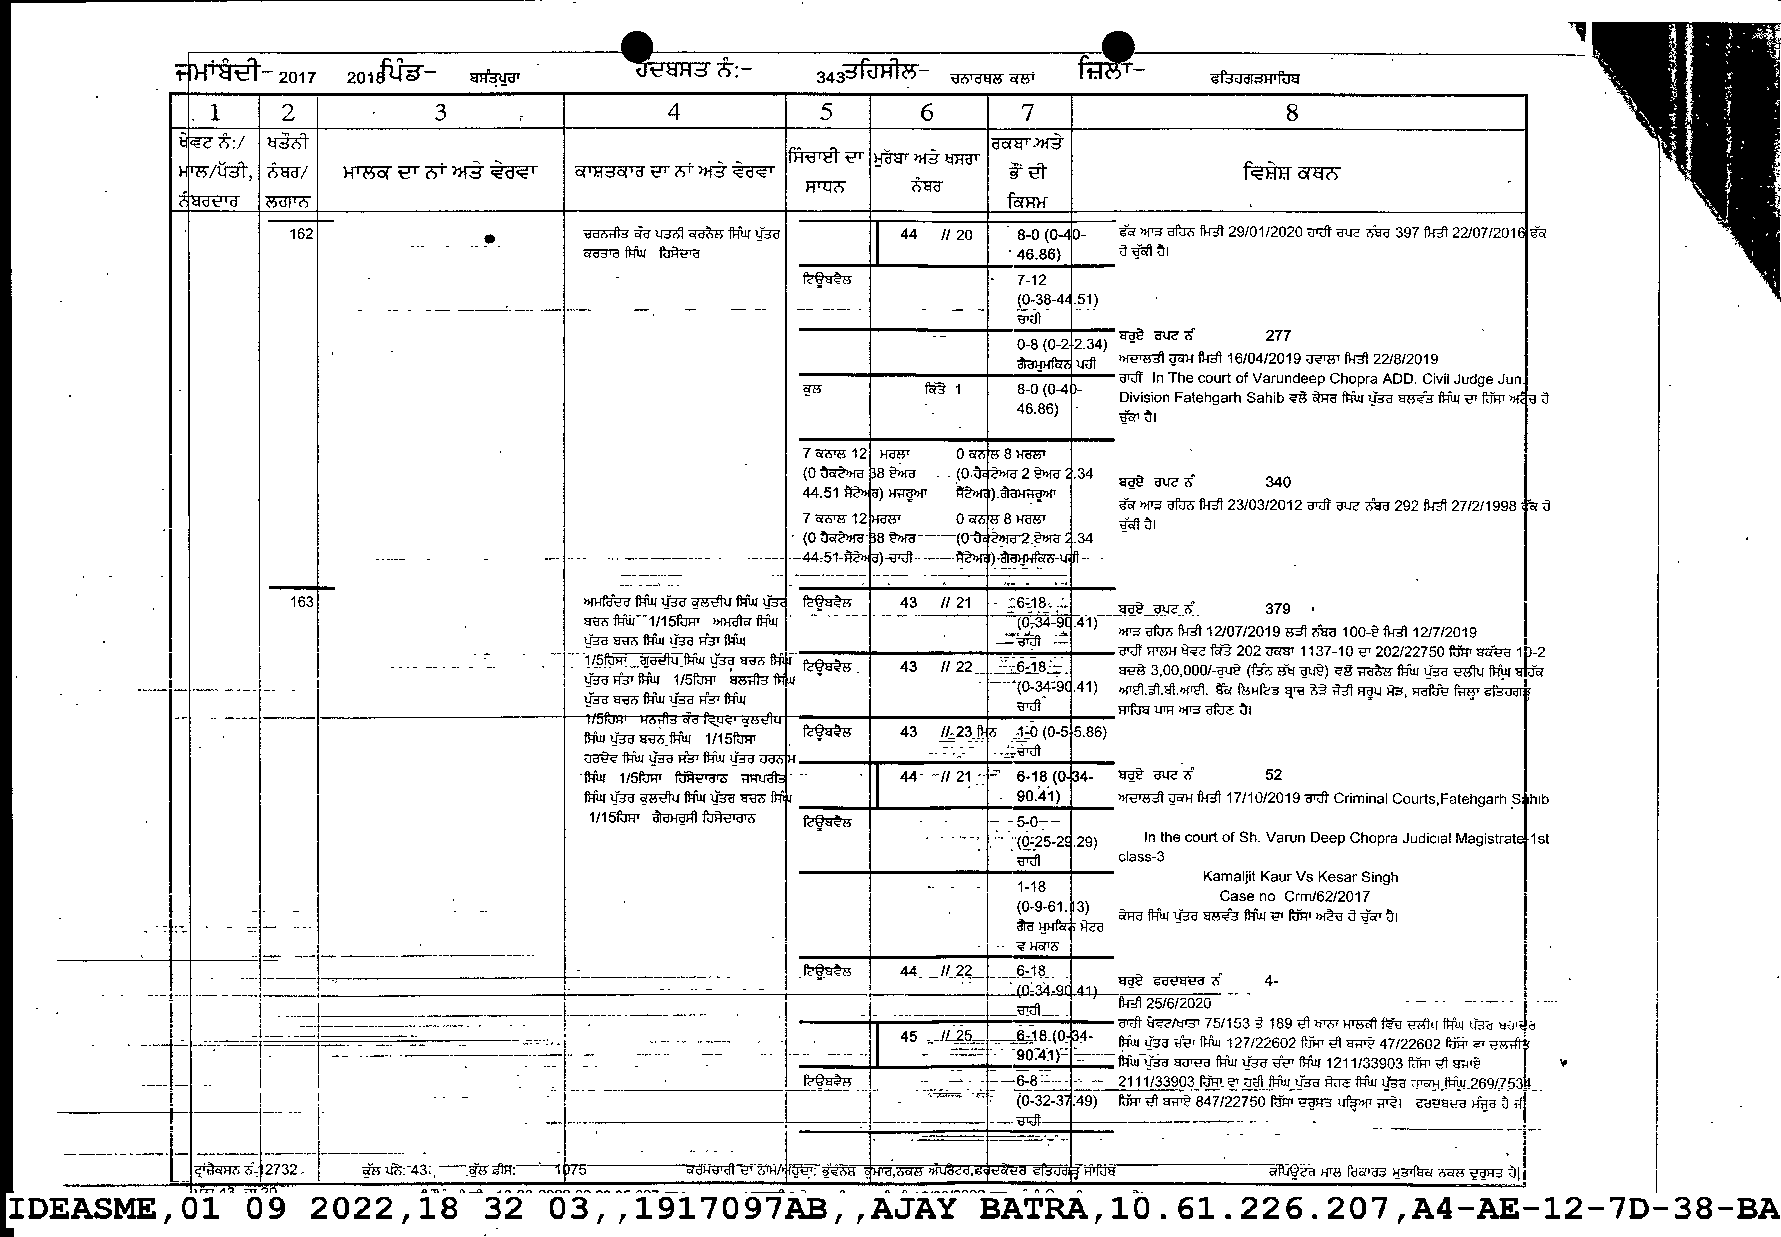 ਜਮਾਂਬੰਦੀ- 2017 2018 ਪਿੰਡ- ਬਸੰਤਪੁਰਾ ਹਦਬਸਤ ਨੰ:- 343 ਤਹਿਸੀਲ- ਚਨਾਰਥਲ ਕਲਾਂ ਜ਼ਿਲਾ- ਫਤਿਹਗੜਸਾਹਿਬ
1 2 3 4 5 6 7 8
ਖੇਵਟ ਨੰ:/ ਮਾਲ/ਪੱਤੀ, ਨੰਬਰਦਾਰ
ਖਤੌਨੀ ਨੰਬਰ/ ਲਗਾਨ
ਮਾਲਕ ਦਾ ਨਾਂ ਅਤੇ ਵੇਰਵਾ
ਕਾਸ਼ਤਕਾਰ ਦਾ ਨਾਂ ਅਤੇ ਵੇਰਵਾ
ਸਿੰਚਾਈ ਦਾ ਸਾਧਨ
ਮੁਰੱਬਾ ਅਤੇ ਖਸਰਾ ਨੰਬਰ
ਰਕਬਾ ਅਤੇ ਭੌਂ ਦੀ ਕਿਸਮ
ਵਿਸ਼ੇਸ਼ ਕਥਨ
162
ਚਰਨਜੀਤ ਕੌਰ ਪਤਨੀ ਕਰਨੈਲ ਸਿੰਘ ਪੁੱਤਰ
ਕਰਤਾਰ ਸਿੰਘ ਹਿਸੇਦਾਰ
44 // 20 8-0 (0-40-
46.86)
ਟਿਊਬਵੈਲ 7-12
(0-38-44.51)
ਚਾਹੀ
0-8 (0-2-2.34)
ਗੈਰਮੁਮਕਿਨ ਪਹੀ
ਕੁਲ ਕਿੱਤੇ 1 8-0 (0-40-
46.86)
7 ਕਨਾਲ 12 ਮਰਲਾ 0 ਕਨਾਲ 8 ਮਰਲਾ
(0 ਹੈਕਟੇਅਰ 38 ਏਅਰ (0 ਹੈਕਟੇਅਰ 2 ਏਅਰ 2.34
44.51 ਸੈਂਟੇਅਰ) ਮਜਰੂਆ ਸੈਂਟੇਅਰ) ਗੈਰਮਜਰੂਆ
7 ਕਨਾਲ 12 ਮਰਲਾ 0 ਕਨਾਲ 8 ਮਰਲਾ
(0 ਹੈਕਟੇਅਰ 38 ਏਅਰ (0 ਹੈਕਟੇਅਰ 2 ਏਅਰ 2.34
44.51 ਸੈਂਟੇਅਰ) ਚਾਹੀ ਸੈਂਟੇਅਰ) ਗੈਰਮੁਮਕਿਨ ਪਹੀ
163
ਅਮਰਿੰਦਰ ਸਿੰਘ ਪੁੱਤਰ ਕੁਲਦੀਪ ਸਿੰਘ ਪੁੱਤਰ
ਬਚਨ ਸਿੰਘ 1/15ਹਿਸਾ ਅਮਰੀਕ ਸਿੰਘ
ਪੁੱਤਰ ਬਚਨ ਸਿੰਘ ਪੁੱਤਰ ਸੰਤਾ ਸਿੰਘ
1/5ਹਿਸਾ ਗੁਰਦੀਪ ਸਿੰਘ ਪੁੱਤਰ ਬਚਨ ਸਿੰਘ
ਪੁੱਤਰ ਸੰਤਾ ਸਿੰਘ 1/5ਹਿਸਾ ਬਲਜੀਤ ਸਿੰਘ
ਪੁੱਤਰ ਬਚਨ ਸਿੰਘ ਪੁੱਤਰ ਸੰਤਾ ਸਿੰਘ
1/5ਹਿਸਾ ਮਨਜੀਤ ਕੌਰ ਵਿਧਵਾ ਕੁਲਦੀਪ
ਸਿੰਘ ਪੁੱਤਰ ਬਚਨ ਸਿੰਘ 1/15ਹਿਸਾ
ਹਰਦੇਵ ਸਿੰਘ ਪੁੱਤਰ ਸੰਤਾ ਸਿੰਘ ਪੁੱਤਰ ਹਰਨਾਮ
ਸਿੰਘ 1/5ਹਿਸਾ ਹਿਸੇਦਾਰਾਨ ਜਸਪਰੀਤ
ਸਿੰਘ ਪੁੱਤਰ ਕੁਲਦੀਪ ਸਿੰਘ ਪੁੱਤਰ ਬਚਨ ਸਿੰਘ
1/15ਹਿਸਾ ਗੈਰਮਰੂਸੀ ਹਿਸੇਦਾਰਾਨ
ਟਿਊਬਵੈਲ 43 // 21 6-18
(0-34-90.41)
ਚਾਹੀ
ਟਿਊਬਵੈਲ 43 // 22 6-18
(0-34-90.41)
ਚਾਹੀ
ਟਿਊਬਵੈਲ 43 // 23 ਮਿਨ 1-0 (0-5-5.86)
ਚਾਹੀ
44 // 21 6-18 (0-34-
90.41)
ਟਿਊਬਵੈਲ 5-0
(0-25-29.29)
ਚਾਹੀ
1-18
(0-9-61.13)
ਗੈਰ ਮੁਮਕਿਨ ਮੋਟਰ
ਵ ਮਕਾਨ
ਟਿਊਬਵੈਲ 44 // 22 6-18
(0-34-90.41)
ਚਾਹੀ
45 // 25 6-18 (0-34-
90.41)
ਟਿਊਬਵੈਲ 6-8
(0-32-37.49)
ਚਾਹੀ
ਫੱਕ ਆੜ ਰਹਿਨ ਮਿਤੀ 29/01/2020 ਰਾਹੀ ਰਪਟ ਨੰਬਰ 397 ਮਿਤੀ 22/07/2016 ਫੱਕ
ਹੋ ਚੁੱਕੀ ਹੈ।
ਬਰੂਏ ਰਪਟ ਨੰ 277
ਅਦਾਲਤੀ ਹੁਕਮ ਮਿਤੀ 16/04/2019 ਹਵਾਲਾ ਮਿਤੀ 22/8/2019
ਰਾਹੀਂ In The court of Varundeep Chopra ADD. Civil Judge Jun.
Division Fatehgarh Sahib ਵਲੋ ਕੇਸਰ ਸਿੰਘ ਪੁੱਤਰ ਬਲਵੰਤ ਸਿੰਘ ਦਾ ਹਿੱਸਾ ਅਟੈਚ ਹੋ
ਚੁੱਕਾ ਹੈ।
ਬਰੂਏ ਰਪਟ ਨੰ 340
ਫੱਕ ਆੜ ਰਹਿਨ ਮਿਤੀ 23/03/2012 ਰਾਹੀ ਰਪਟ ਨੰਬਰ 292 ਮਿਤੀ 27/2/1998 ਫੱਕ ਹੋ
ਚੁੱਕੀ ਹੈ।
ਬਰੂਏ ਰਪਟ ਨੰ 379
ਆੜ ਰਹਿਨ ਮਿਤੀ 12/07/2019 ਲੜੀ ਨੰਬਰ 100-ਏ ਮਿਤੀ 12/7/2019
ਰਾਹੀ ਸਾਲਮ ਖੇਵਟ ਕਿੱਤੇ 202 ਰਕਬਾ 1137-10 ਦਾ 202/22750 ਹਿੱਸਾ ਬਕੱਦਰ 10-2
ਬਦਲੇ 3,00,000/-ਰੁਪਏ (ਤਿੰਨ ਲੱਖ ਰੁਪਏ) ਵਲੋ ਜਰਨੈਲ ਸਿੰਘ ਪੁੱਤਰ ਦਲੀਪ ਸਿੰਘ ਬਹੱਕ
ਆਈ.ਡੀ.ਬੀ.ਆਈ. ਬੈਂਕ ਲਿਮਟਿਡ ਬ੍ਰਾਚ ਨੇੜੇ ਜੋਤੀ ਸਰੂਪ ਮੋੜ, ਸਰਹਿੰਦ ਜਿਲ੍ਹਾ ਫਤਿਹਗੜ੍ਹ
ਸਾਹਿਬ ਪਾਸ ਆੜ ਰਹਿਣ ਹੈ।
ਬਰੂਏ ਰਪਟ ਨੰ 52
ਅਦਾਲਤੀ ਹੁਕਮ ਮਿਤੀ 17/10/2019 ਰਾਹੀ Criminal Courts,Fatehgarh Sahib
In the court of Sh. Varun Deep Chopra Judicial Magistrate 1st
class-3
Kamaljit Kaur Vs Kesar Singh
Case no Crm/62/2017
ਕੇਸਰ ਸਿੰਘ ਪੁੱਤਰ ਬਲਵੰਤ ਸਿੰਘ ਦਾ ਹਿੱਸਾ ਅਟੈਚ ਹੋ ਚੁੱਕਾ ਹੈ।
ਬਰੂਏ ਫਰਦਬਦਰ ਨੰ 4-
ਮਿਤੀ 25/6/2020
ਰਾਹੀ ਖੇਵਟ/ਖਾਤਾ 75/153 ਤੋ 189 ਦੀ ਖਾਨਾ ਮਾਲਕੀ ਵਿੱਚ ਦਲੀਪ ਸਿੰਘ ਪੁੱਤਰ ਬਹਾਦਰ
ਸਿੰਘ ਪੁੱਤਰ ਚੰਦਾ ਸਿੰਘ 127/22602 ਹਿੱਸਾ ਦੀ ਬਜਾਏ 47/22602 ਹਿੱਸਾ ਵਾ ਦਲਜੀਤ
ਸਿੰਘ ਪੁੱਤਰ ਬਹਾਦਰ ਸਿੰਘ ਪੁੱਤਰ ਚੰਦਾ ਸਿੰਘ 1211/33903 ਹਿੱਸਾ ਦੀ ਬਜਾਏ
2111/33903 ਹਿੱਸਾ ਵਾ ਹਰੀ ਸਿੰਘ ਪੁੱਤਰ ਸੋਹਣ ਸਿੰਘ ਪੁੱਤਰ ਹਾਕਮ ਸਿੰਘ 269/7534
ਹਿੱਸਾ ਦੀ ਬਜਾਏ 847/22750 ਹਿੱਸਾ ਦਰੁਸਤ ਪੜ੍ਹਿਆ ਜਾਵੇ। ਫਰਦਬਦਰ ਮੰਜੂਰ ਹੈ ਜੀ
ਟ੍ਰਾਂਜੈਕਸਨ ਨੰ. 2732 ਕੁੱਲ ਪੰਨੇ: 43 ਕੁੱਲ ਫ਼ੀਸ: 1075 ਕਰਮਚਾਰੀ ਦਾ ਨਾਮ/ਅਹੁਦਾ: ਭੁਵਨੇਸ਼ ਕੁਮਾਰ,ਨਕਲ ਅੱਪਰੇਟਰ,ਫਰਦਕੇਂਦਰ ਫਤਿਹਗੜ੍ਹ ਸਾਹਿਬ ਕੰਪਿਊਟਰ ਮਾਲ ਰਿਕਾਰਡ ਮੁਤਾਬਿਕ ਨਕਲ ਦਰੁਸਤ ਹੈ|
IDEASME,01 09 2022,18 32 03,,1917097AB,,AJAY BATRA,10.61.226.207,A4-AE-12-7D-38-BA